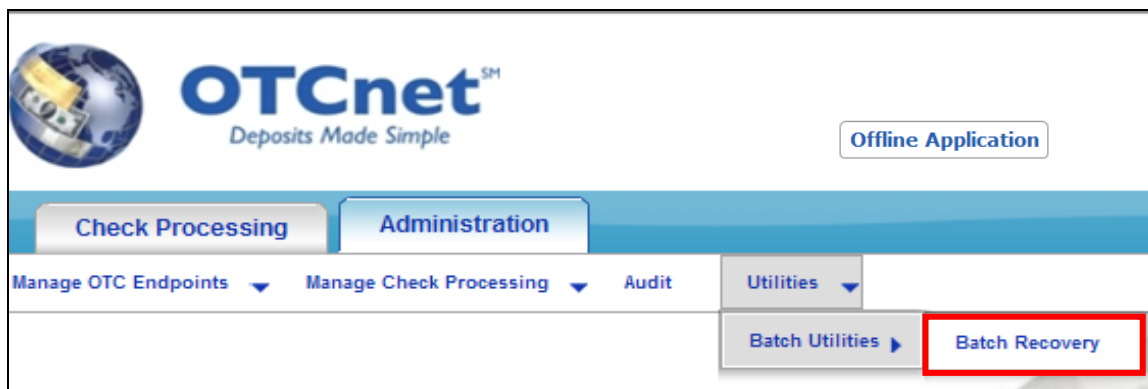 OTCnet℠
Deposits Made Simple
Offline Application
Check Processing Administration
Manage OTC Endpoints Manage Check Processing Audit Utilities
Batch Utilities Batch Recovery